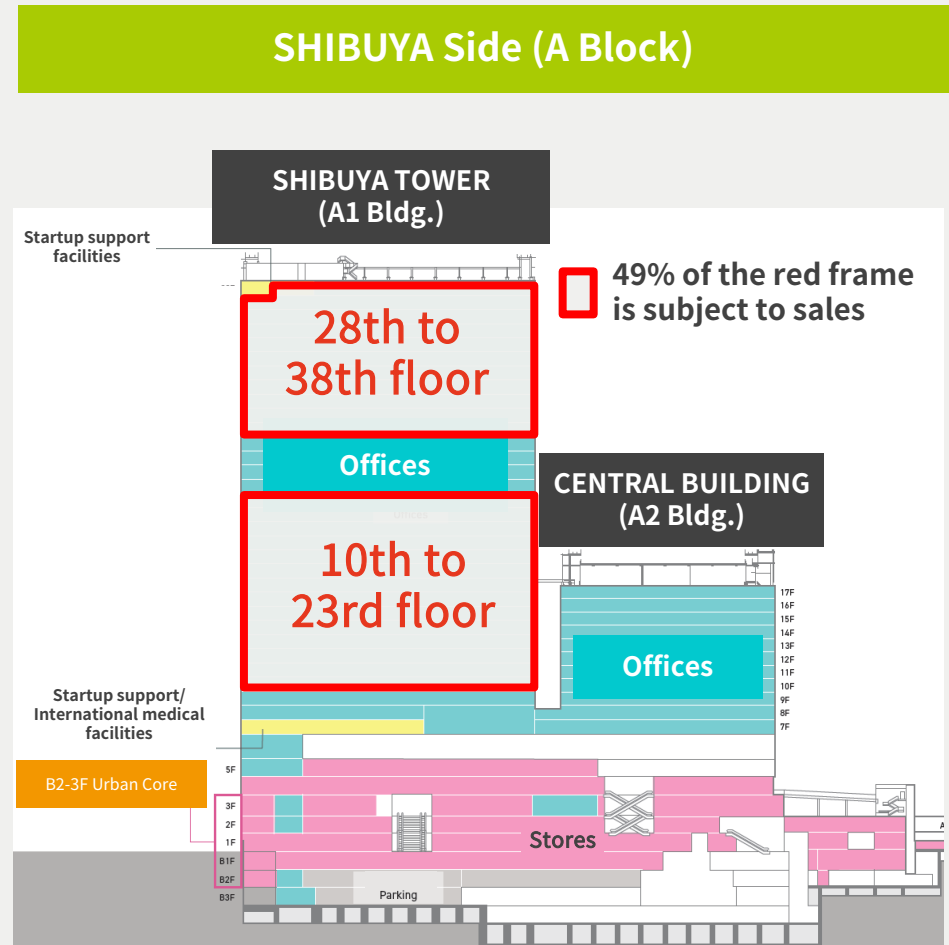 SHIBUYA Side (A Block)
SHIBUYA TOWER
(A1 Bldg.)
Startup support
facilities
49% of the red frame
is subject to sales
28th to
38th floor
Offices
CENTRAL BUILDING
(A2 Bldg.)
10th to
23rd floor
17F
16F
15F
14F
13F
12F
11F
10F
9F
8F
7F
Offices
Startup support/
International medical
facilities
5F
B2-3F Urban Core
3F
2F
1F
B1F
B2F
B3F
Stores
Parking
A